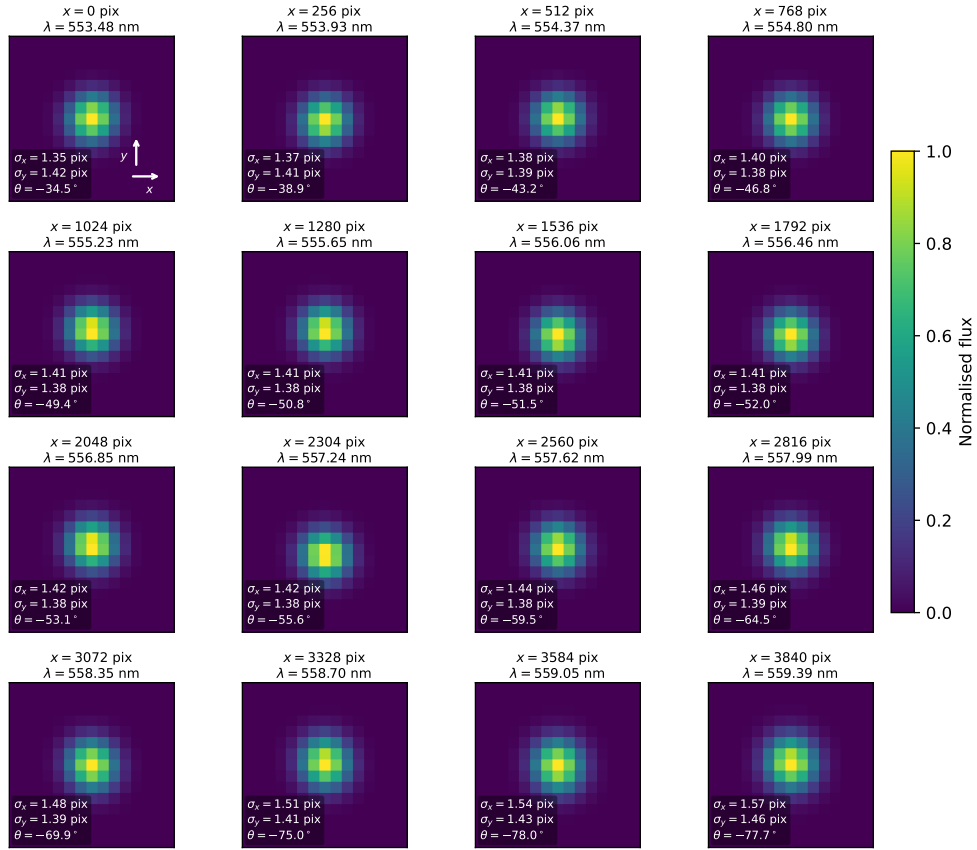 x = 0 pix
λ = 553.48 nm
x = 256 pix
λ = 553.93 nm
x = 512 pix
λ = 554.37 nm
x = 768 pix
λ = 554.80 nm
σx = 1.35 pix
σy = 1.42 pix
θ = −34.5°
y
x
σx = 1.37 pix
σy = 1.41 pix
θ = −38.9°
σx = 1.38 pix
σy = 1.39 pix
θ = −43.2°
σx = 1.40 pix
σy = 1.38 pix
θ = −46.8°
x = 1024 pix
λ = 555.23 nm
x = 1280 pix
λ = 555.65 nm
x = 1536 pix
λ = 556.06 nm
x = 1792 pix
λ = 556.46 nm
σx = 1.41 pix
σy = 1.38 pix
θ = −49.4°
σx = 1.41 pix
σy = 1.38 pix
θ = −50.8°
σx = 1.41 pix
σy = 1.38 pix
θ = −51.5°
σx = 1.41 pix
σy = 1.38 pix
θ = −52.0°
x = 2048 pix
λ = 556.85 nm
x = 2304 pix
λ = 557.24 nm
x = 2560 pix
λ = 557.62 nm
x = 2816 pix
λ = 557.99 nm
σx = 1.42 pix
σy = 1.38 pix
θ = −53.1°
σx = 1.42 pix
σy = 1.38 pix
θ = −55.6°
σx = 1.44 pix
σy = 1.38 pix
θ = −59.5°
σx = 1.46 pix
σy = 1.39 pix
θ = −64.5°
x = 3072 pix
λ = 558.35 nm
x = 3328 pix
λ = 558.70 nm
x = 3584 pix
λ = 559.05 nm
x = 3840 pix
λ = 559.39 nm
σx = 1.48 pix
σy = 1.39 pix
θ = −69.9°
σx = 1.51 pix
σy = 1.41 pix
θ = −75.0°
σx = 1.54 pix
σy = 1.43 pix
θ = −78.0°
σx = 1.57 pix
σy = 1.46 pix
θ = −77.7°
1.0
0.8
0.6
0.4
0.2
0.0
Normalised flux